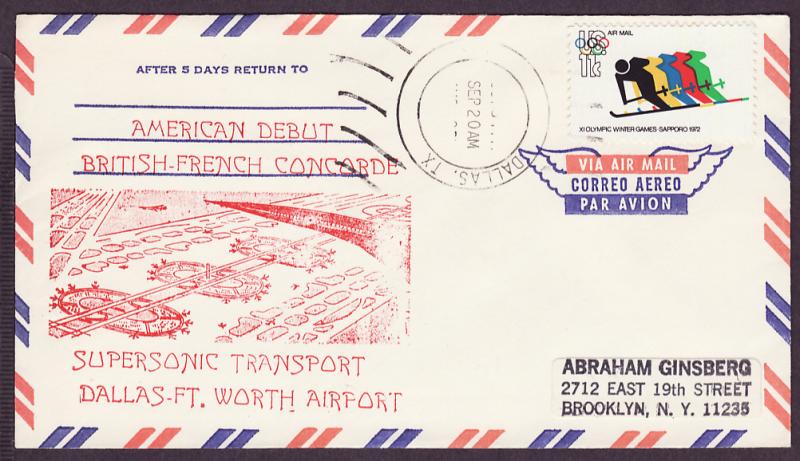 AFTER 5 DAYS RETURN TO
AMERICAN DEBUT
BRITISH-FRENCH CONCORDE
SUPERSONIC TRANSPORT
DALLAS-FT. WORTH AIRPORT
SEP 20 AM
DALLAS, TX
U.S.
11c
AIR MAIL
XI OLYMPIC WINTER GAMES·SAPPORO 1972
VIA AIR MAIL
CORREO AEREO
PAR AVION
ABRAHAM GINSBERG
2712 EAST 19th STREET
BROOKLYN, N. Y. 11235